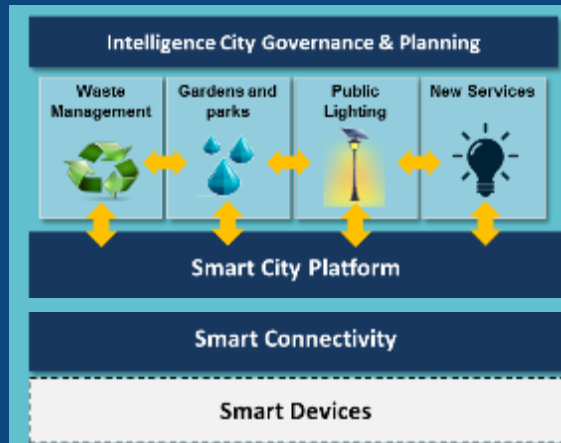 Intelligence City Governance & Planning
Waste
Management
Gardens and
parks
Public
Lighting
New Services
Smart City Platform
Smart Connectivity
Smart Devices